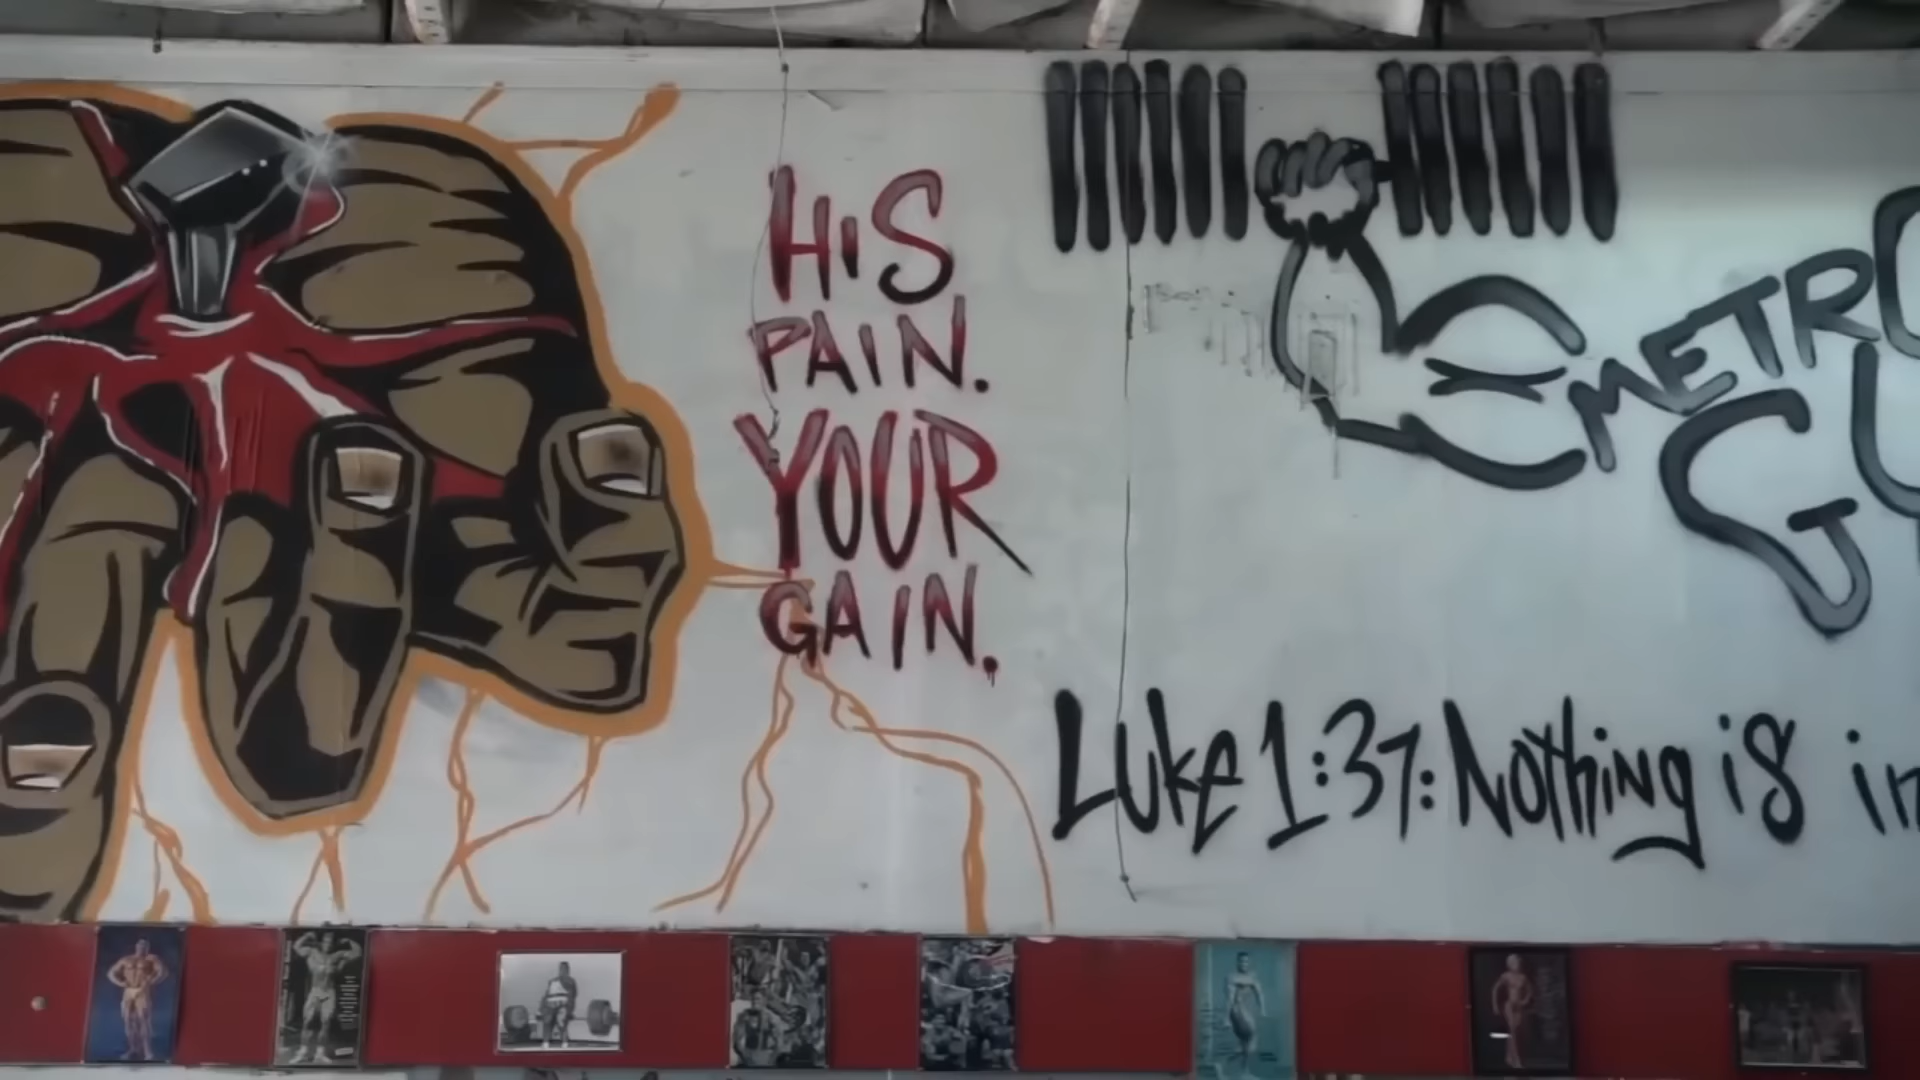 HiS
PAIN.
YOUR
GAIN.
METRO
Luke 1:37: Nothing is